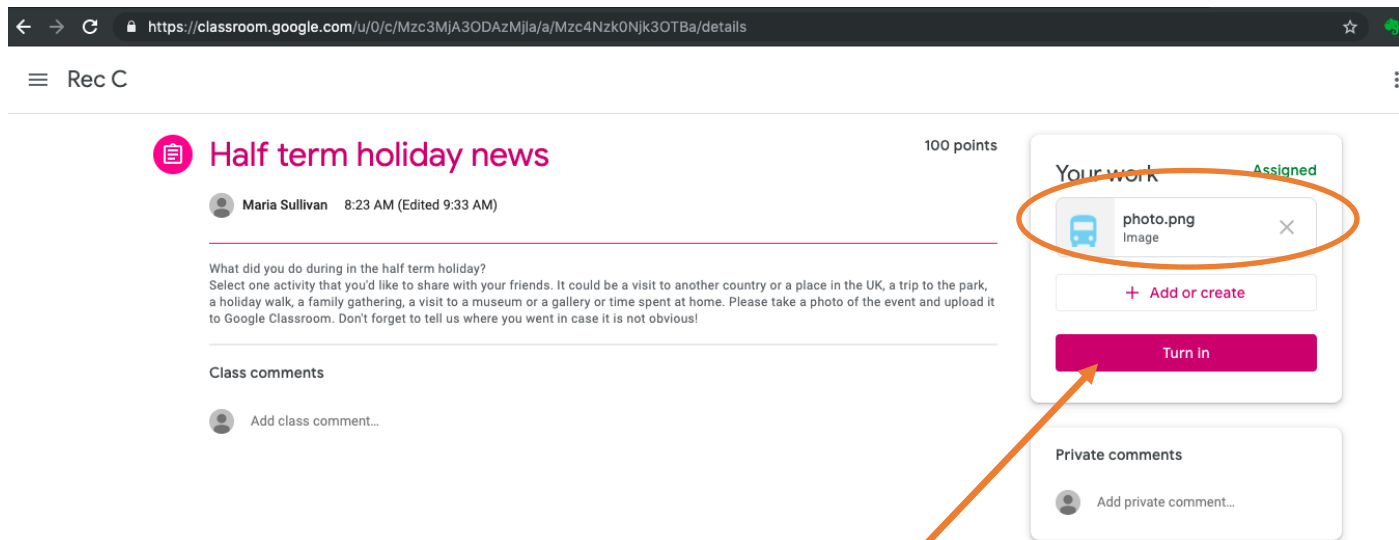 https://classroom.google.com/u/0/c/Mzc3MjA3ODAzMjla/a/Mzc4Nzk0Njk3OTBa/details
Rec C
Half term holiday news
100 points
Maria Sullivan 8:23 AM (Edited 9:33 AM)
What did you do during in the half term holiday?
Select one activity that you'd like to share with your friends. It could be a visit to another country or a place in the UK, a trip to the park,
a holiday walk, a family gathering, a visit to a museum or a gallery or time spent at home. Please take a photo of the event and upload it
to Google Classroom. Don't forget to tell us where you went in case it is not obvious!
Class comments
Add class comment...
Your work
Assigned
photo.png
Image
+ Add or create
Turn in
Private comments
Add private comment...